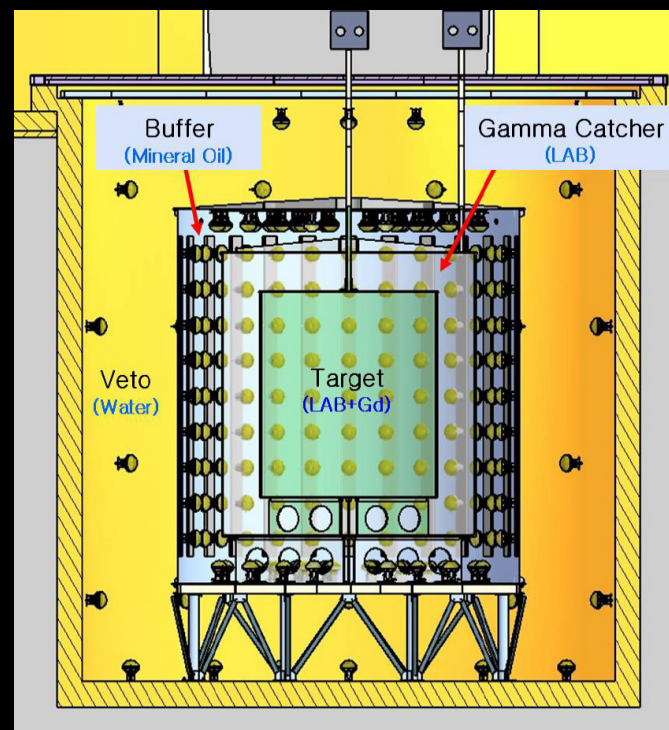 Buffer
(Mineral Oil)
Gamma Catcher
(LAB)
Veto
(Water)
Target
(LAB+Gd)